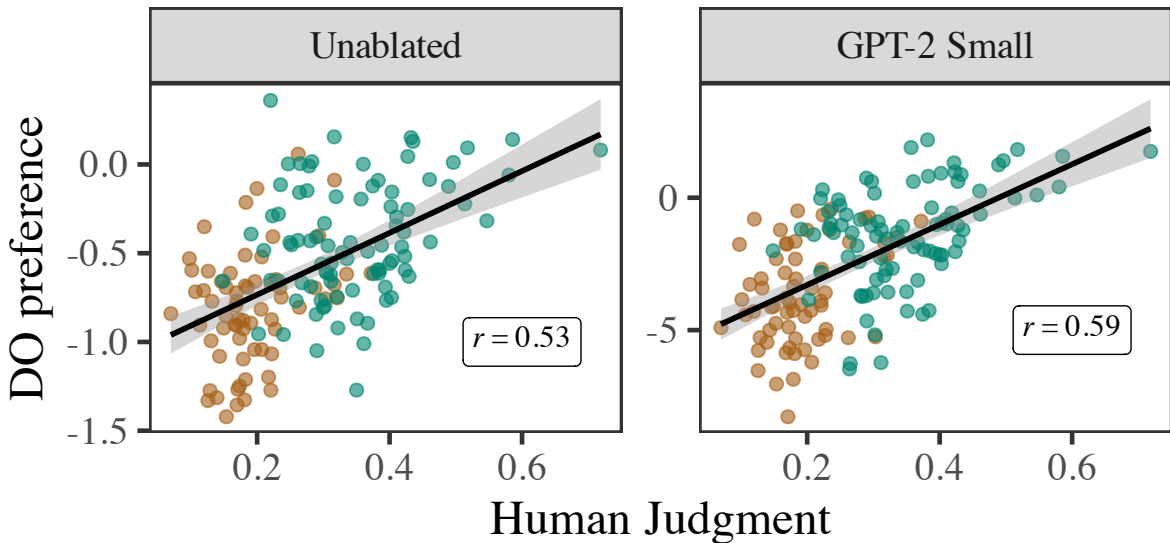 Unablated
GPT-2 Small
DO preference
0.0
-0.5
-1.0
-1.5
r = 0.53
0
-5
r = 0.59
0.2 0.4 0.6
0.2 0.4 0.6
Human Judgment